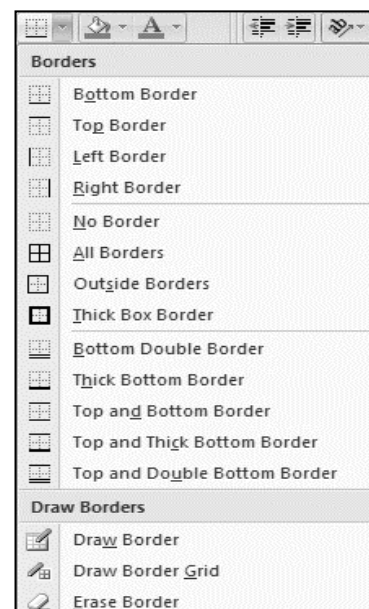 A
Borders
Bottom Border
Top Border
Left Border
Right Border
No Border
All Borders
Outside Borders
Thick Box Border
Bottom Double Border
Thick Bottom Border
Top and Bottom Border
Top and Thick Bottom Border
Top and Double Bottom Border
Draw Borders
Draw Border
Draw Border Grid
Erase Border